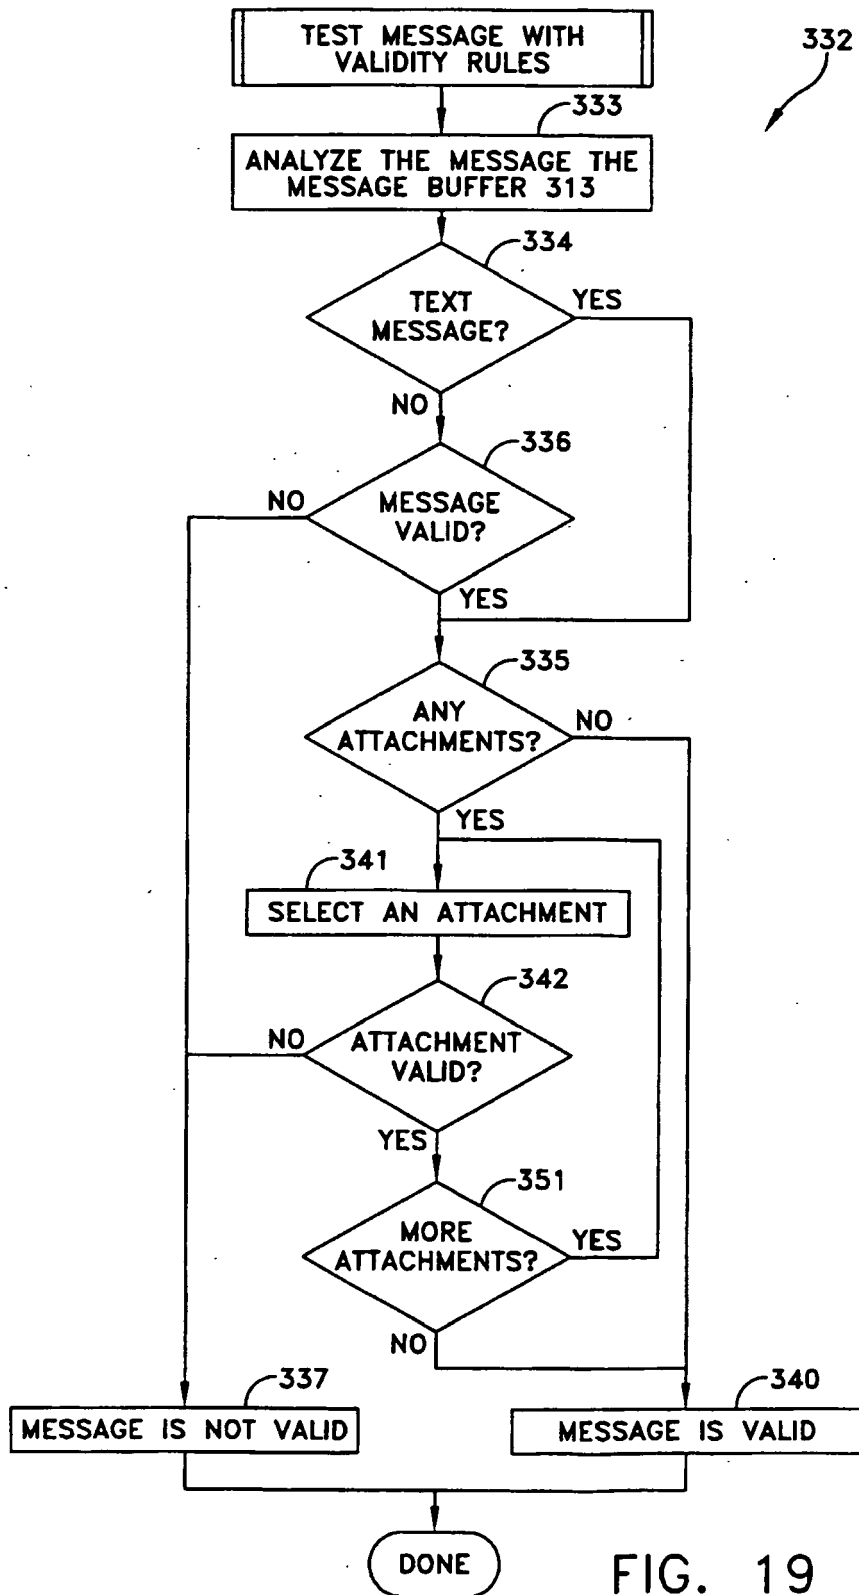 TEST MESSAGE WITH
VALIDITY RULES
332
333
ANALYZE THE MESSAGE THE
MESSAGE BUFFER 313
334
TEXT
MESSAGE?
YES
NO
336
MESSAGE
VALID?
NO
YES
335
ANY
ATTACHMENTS?
NO
YES
341
SELECT AN ATTACHMENT
342
ATTACHMENT
VALID?
NO
YES
351
MORE
ATTACHMENTS?
YES
NO
337
MESSAGE IS NOT VALID
340
MESSAGE IS VALID
DONE
FIG. 19